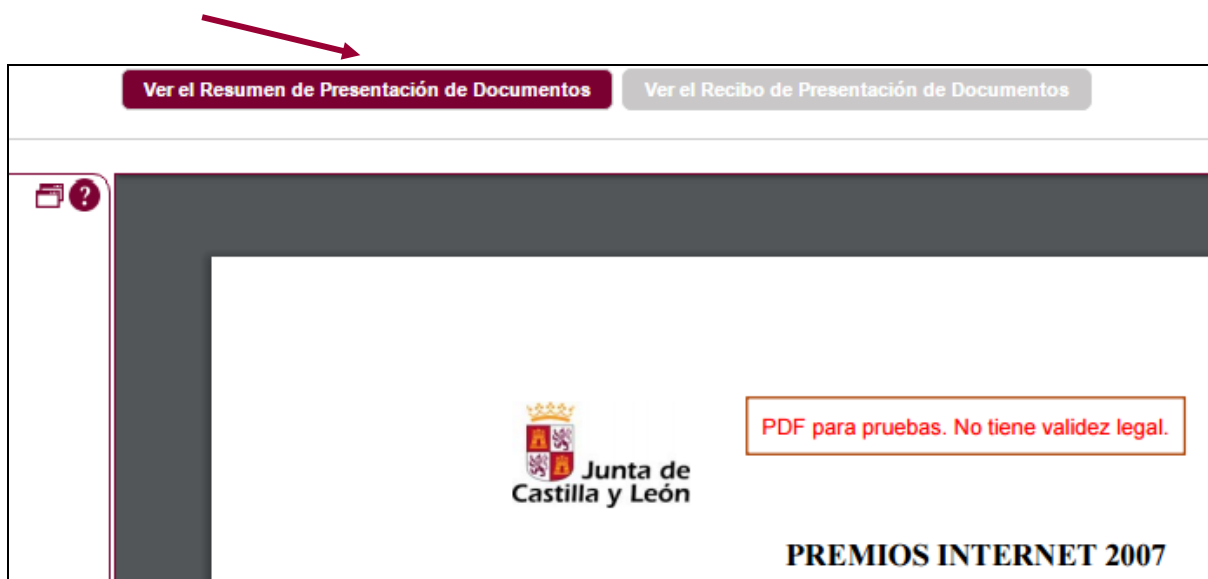 Ver el Resumen de Presentación de Documentos
Ver el Recibo de Presentación de Documentos
?
PDF para pruebas. No tiene validez legal.
Junta de
Castilla y León
PREMIOS INTERNET 2007